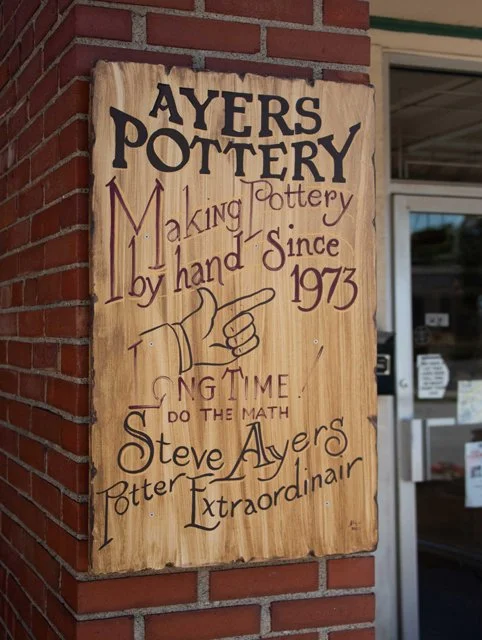 AYERS
POTTERY
Making Pottery
by hand Since
1973
LONG TIME!
DO THE MATH
Steve Ayers
Potter Extraordinair